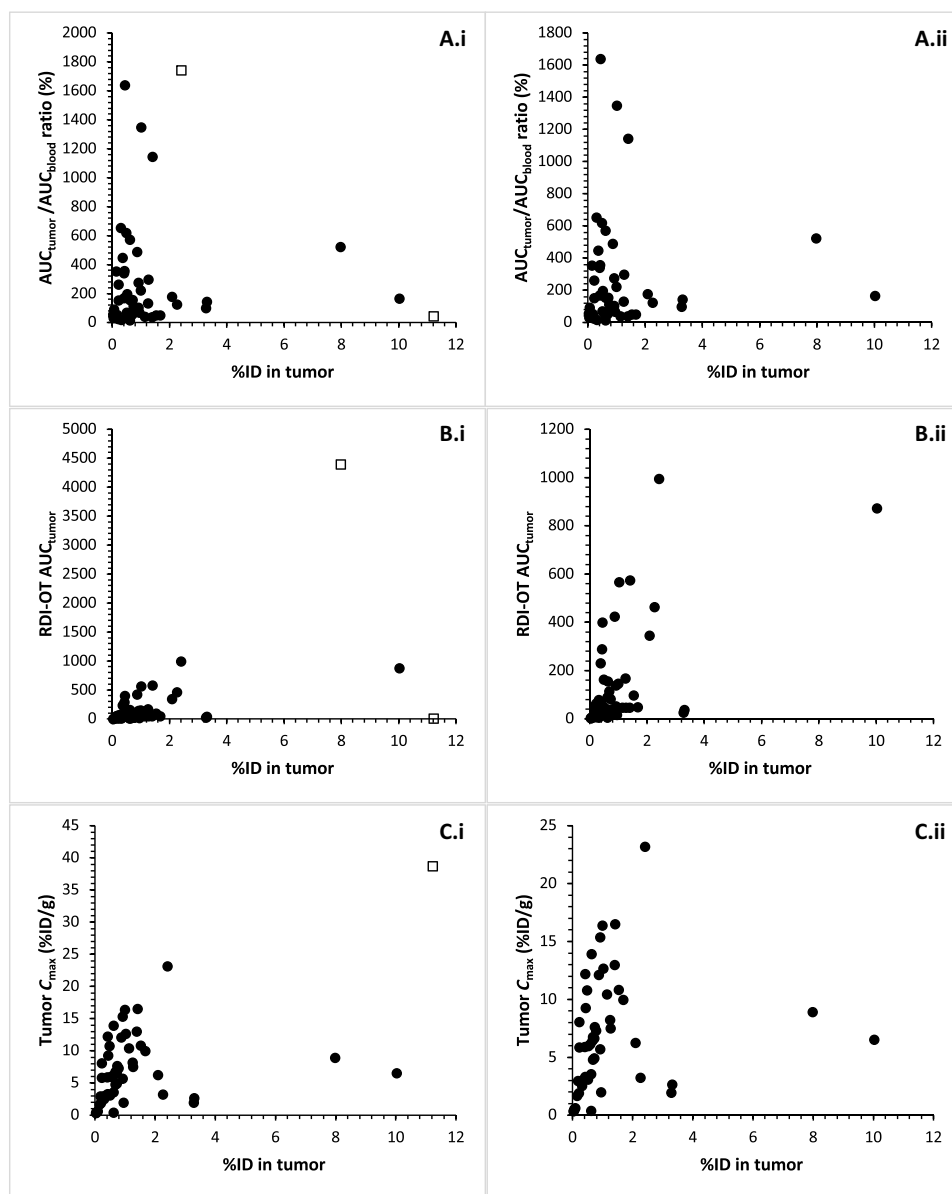 A.i
2000
1800
1600
1400
1200
1000
800
600
400
200
0
AUCtumor /AUCblood ratio (%)
0 2 4 6 8 10 12
%ID in tumor
A.ii
1800
1600
1400
1200
1000
800
600
400
200
0
AUCtumor/AUCblood ratio (%)
0 2 4 6 8 10 12
%ID in tumor
B.i
5000
4500
4000
3500
3000
2500
2000
1500
1000
500
0
RDI-OT AUCtumor
0 2 4 6 8 10 12
%ID in tumor
B.ii
1200
1000
800
600
400
200
0
RDI-OT AUCtumor
0 2 4 6 8 10 12
%ID in tumor
C.i
45
40
35
30
25
20
15
10
5
0
Tumor Cmax (%ID/g)
0 2 4 6 8 10 12
%ID in tumor
C.ii
25
20
15
10
5
0
Tumor Cmax (%ID/g)
0 2 4 6 8 10 12
%ID in tumor